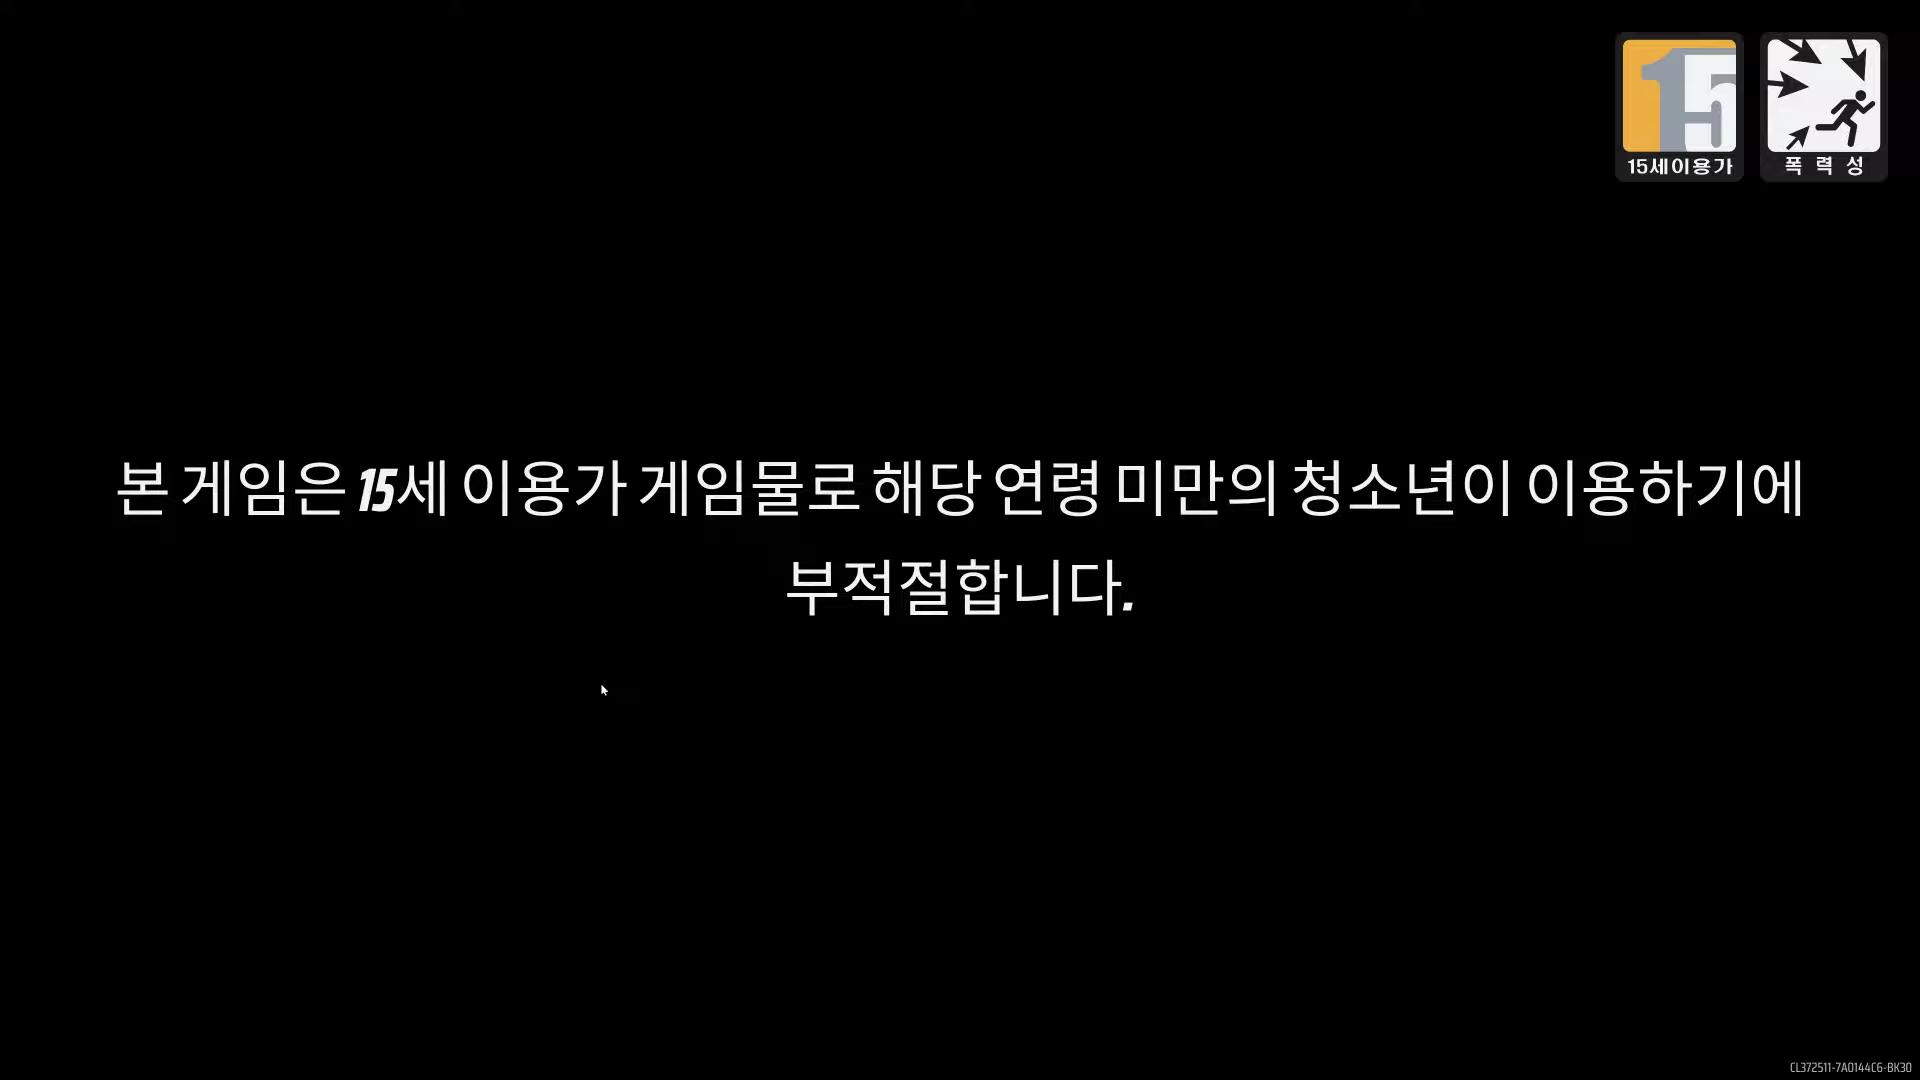 15
15세이용가
폭력성
본 게임은 15세 이용가 게임물로 해당 연령 미만의 청소년이 이용하기에
부적절합니다.
CL372511-7A0144C6-BK30